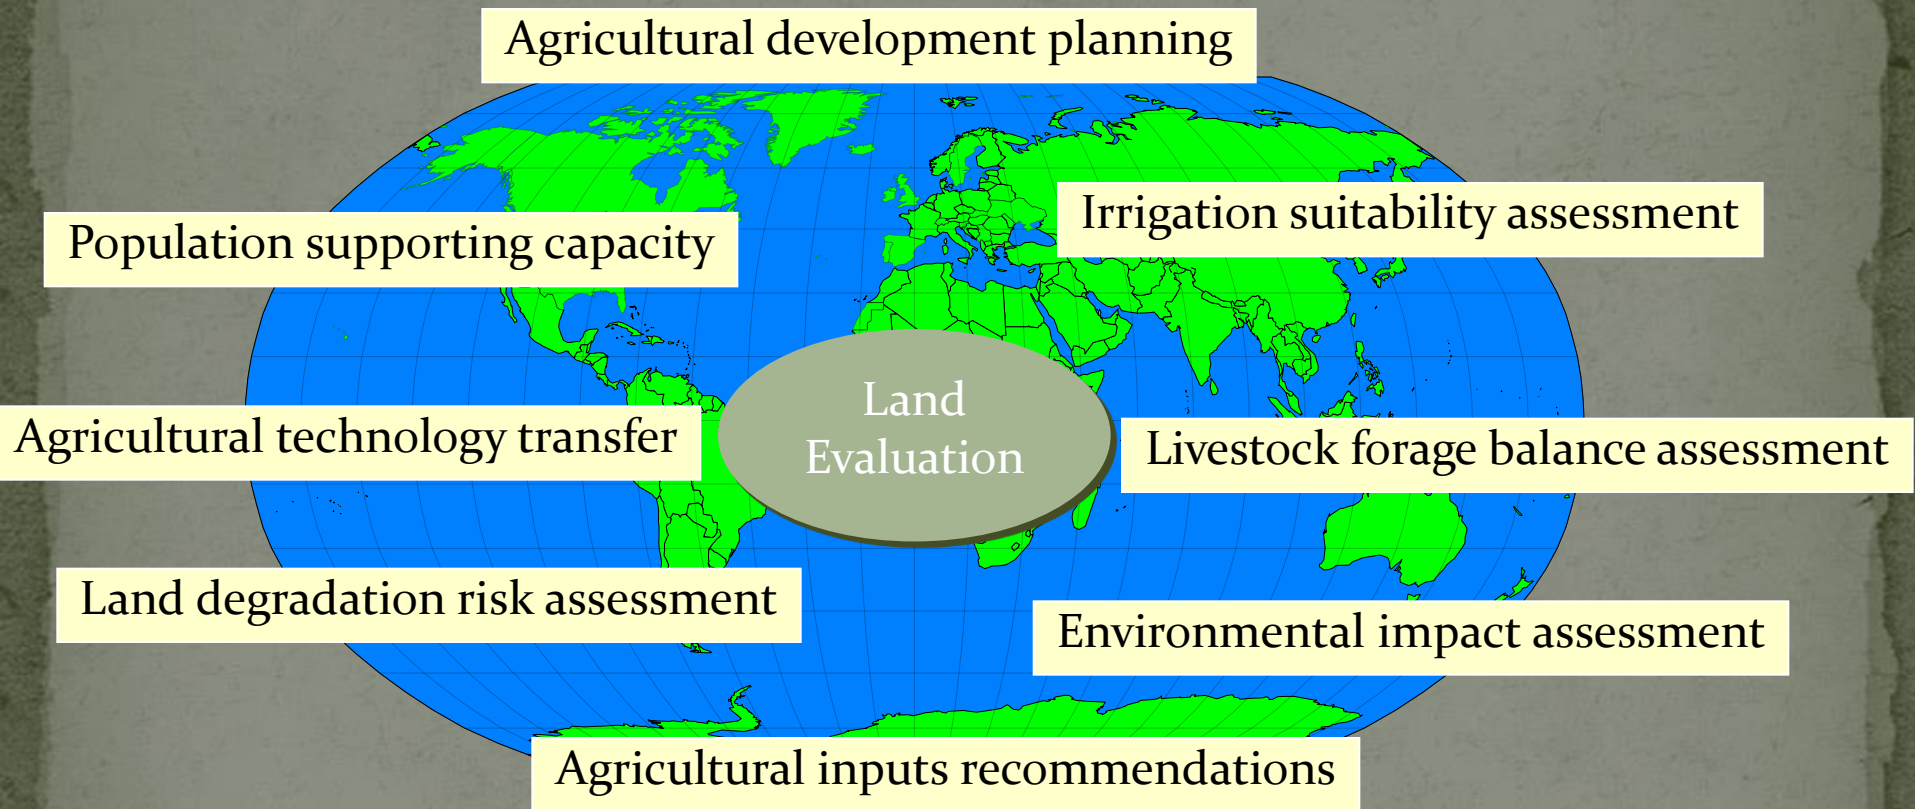 Agricultural development planning
Irrigation suitability assessment
Population supporting capacity
Land
Evaluation
Agricultural technology transfer
Livestock forage balance assessment
Land degradation risk assessment
Environmental impact assessment
Agricultural inputs recommendations